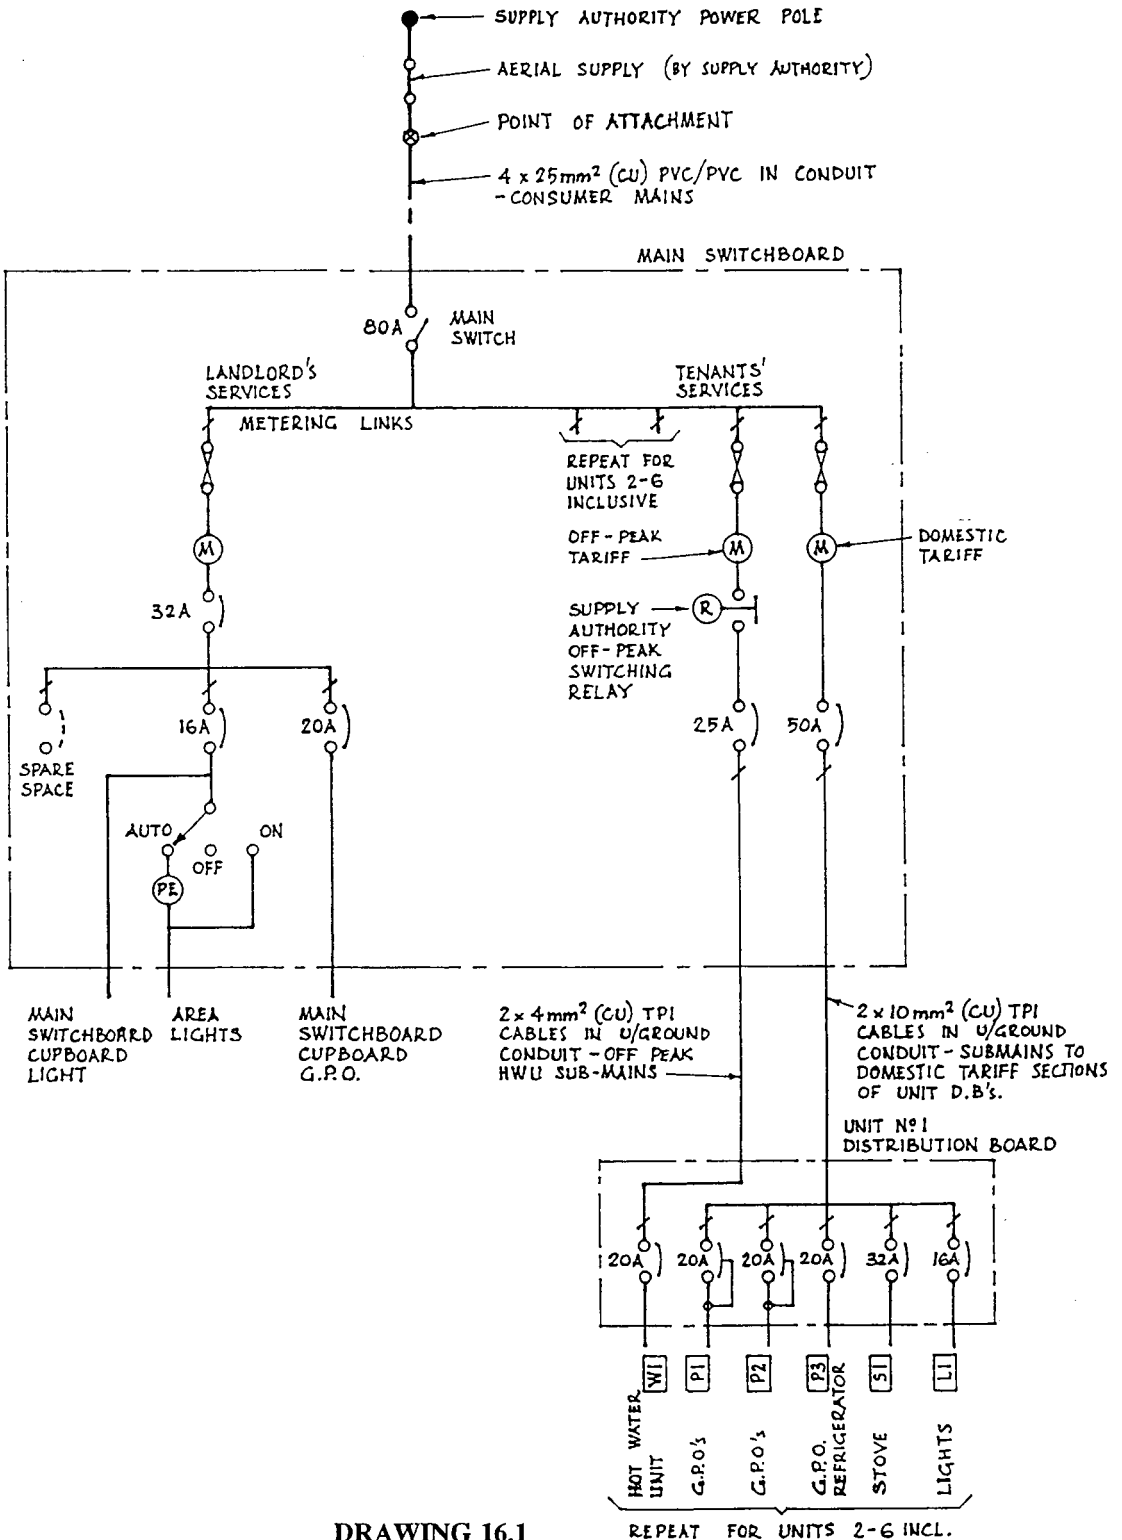 SUPPLY AUTHORITY POWER POLE
AERIAL SUPPLY (BY SUPPLY AUTHORITY)
POINT OF ATTACHMENT
4 x 25mm² (CU) PVC/PVC IN CONDUIT
-CONSUMER MAINS
MAIN SWITCHBOARD
80A
MAIN
SWITCH
LANDLORD'S
SERVICES
TENANTS'
SERVICES
METERING LINKS
REPEAT FOR
UNITS 2-6
INCLUSIVE
M
OFF-PEAK
TARIFF
M
M
DOMESTIC
TARIFF
32A
SUPPLY
AUTHORITY
OFF-PEAK
SWITCHING
RELAY
R
16A
20A
25A
50A
SPARE
SPACE
AUTO
OFF
ON
PE
MAIN
SWITCHBOARD
CUPBOARD
LIGHT
AREA
LIGHTS
MAIN
SWITCHBOARD
CUPBOARD
G.P.O.
2 x 4mm² (CU) TPI
CABLES IN U/GROUND
CONDUIT - OFF PEAK
HWU SUB-MAINS
2 x 10mm² (CU) TPI
CABLES IN U/GROUND
CONDUIT - SUBMAINS TO
DOMESTIC TARIFF SECTIONS
OF UNIT D.B's.
UNIT Nº1
DISTRIBUTION BOARD
20A
20A
20A
20A
32A
16A
W1
P1
P2
P3
S1
L1
HOT WATER
UNIT
G.P.O's
G.P.O's
G.P.O.
REFRIGERATOR
STOVE
LIGHTS
DRAWING 16.1
REPEAT FOR UNITS 2-6 INCL.